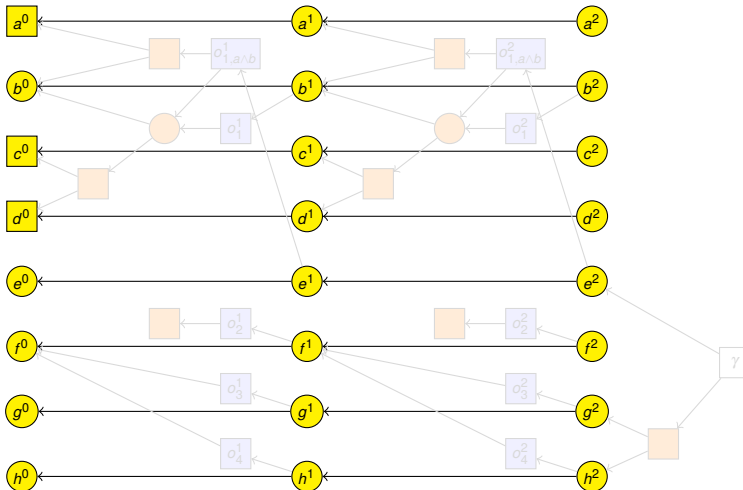 a⁰ a¹ a²
o¹₁,ₐ∧b o²₁,ₐ∧b
b⁰ b¹ b²
o¹₁ o²₁
c⁰ c¹ c²
d⁰ d¹ d²
e⁰ e¹ e²
o¹₂ o²₂
f⁰ f¹ f²
γ
o¹₃ o²₃
g⁰ g¹ g²
o¹₄ o²₄
h⁰ h¹ h²